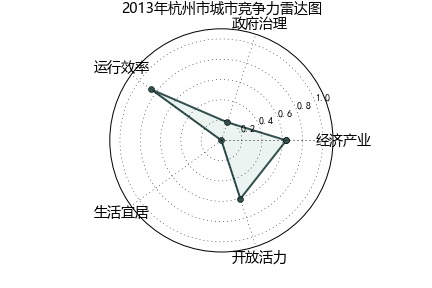 2013年杭州市城市竞争力雷达图
政府治理
运行效率
1.0
0.8
0.6
0.4
0.2
经济产业
生活宜居
开放活力